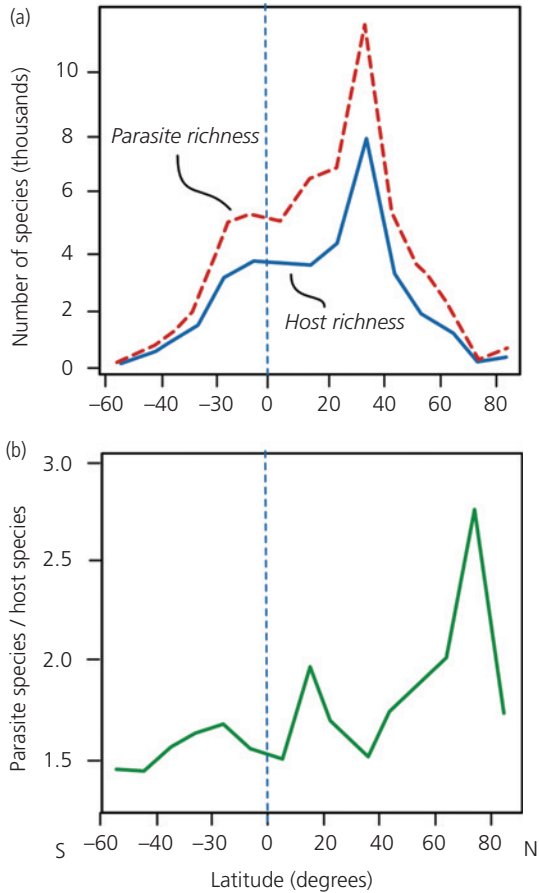 (a)
Number of species (thousands)
10
8
6
4
2
0
Parasite richness
Host richness
−60 −40 −30 0 20 40 60 80
(b)
Parasite species / host species
3.0
2.5
2.0
1.5
S −60 −40 −30 0 20 40 60 80 N
Latitude (degrees)